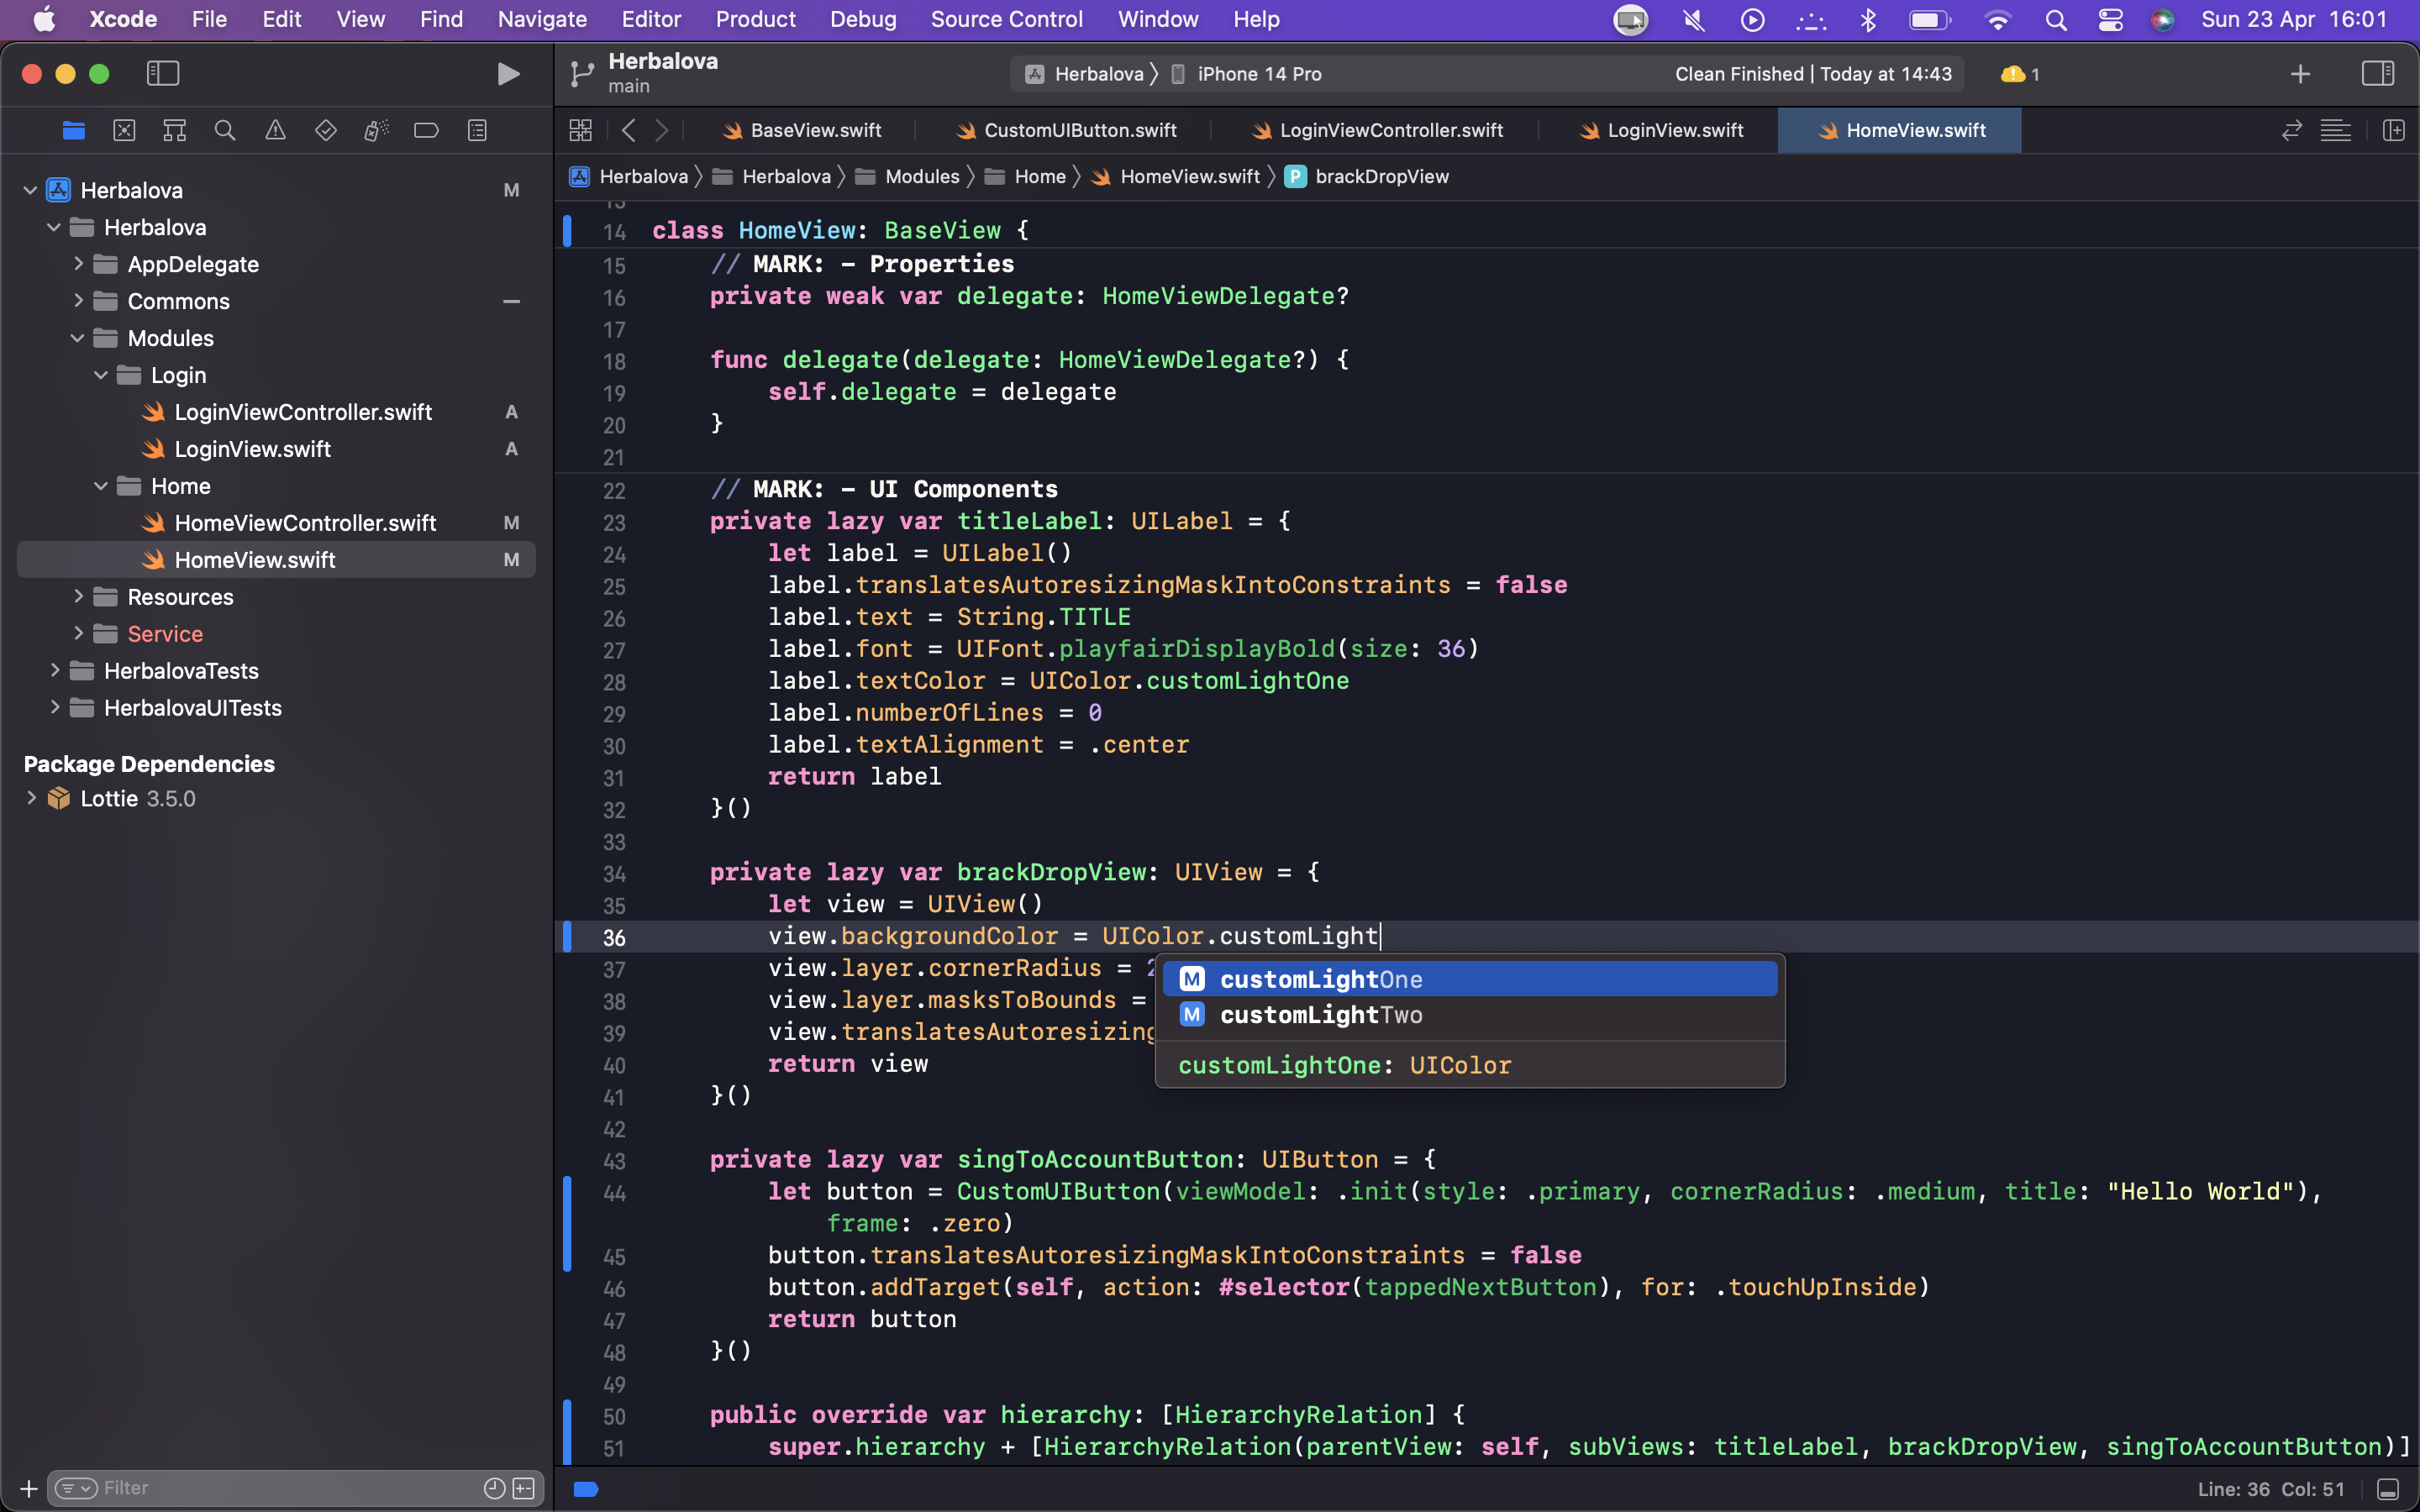 Xcode File Edit View Find Navigate Editor Product Debug Source Control Window Help Sun 23 Apr 16:01
Herbalova
main
Herbalova 〉 iPhone 14 Pro
Clean Finished | Today at 14:43
1
BaseView.swift CustomUIButton.swift LoginViewController.swift LoginView.swift HomeView.swift
Herbalova 〉 Herbalova 〉 Modules 〉 Home 〉 HomeView.swift 〉 P brackDropView
Herbalova M
Herbalova
AppDelegate
Commons
Modules
Login
LoginViewController.swift A
LoginView.swift A
Home
HomeViewController.swift M
HomeView.swift M
Resources
Service
HerbalovaTests
HerbalovaUITests
Package Dependencies
Lottie 3.5.0
Filter
14 class HomeView: BaseView {
15 // MARK: - Properties
16 private weak var delegate: HomeViewDelegate?
17
18 func delegate(delegate: HomeViewDelegate?) {
19 self.delegate = delegate
20 }
21
22 // MARK: - UI Components
23 private lazy var titleLabel: UILabel = {
24 let label = UILabel()
25 label.translatesAutoresizingMaskIntoConstraints = false
26 label.text = String.TITLE
27 label.font = UIFont.playfairDisplayBold(size: 36)
28 label.textColor = UIColor.customLightOne
29 label.numberOfLines = 0
30 label.textAlignment = .center
31 return label
32 }()
33
34 private lazy var brackDropView: UIView = {
35 let view = UIView()
36 view.backgroundColor = UIColor.customLight
37 view.layer.cornerRadius =
38 view.layer.masksToBounds =
39 view.translatesAutoresizing
40 return view
41 }()
M customLightOne
M customLightTwo
customLightOne: UIColor
42
43 private lazy var singToAccountButton: UIButton = {
44 let button = CustomUIButton(viewModel: .init(style: .primary, cornerRadius: .medium, title: "Hello World"),
frame: .zero)
45 button.translatesAutoresizingMaskIntoConstraints = false
46 button.addTarget(self, action: #selector(tappedNextButton), for: .touchUpInside)
47 return button
48 }()
49
50 public override var hierarchy: [HierarchyRelation] {
51 super.hierarchy + [HierarchyRelation(parentView: self, subViews: titleLabel, brackDropView, singToAccountButton)]
Line: 36 Col: 51